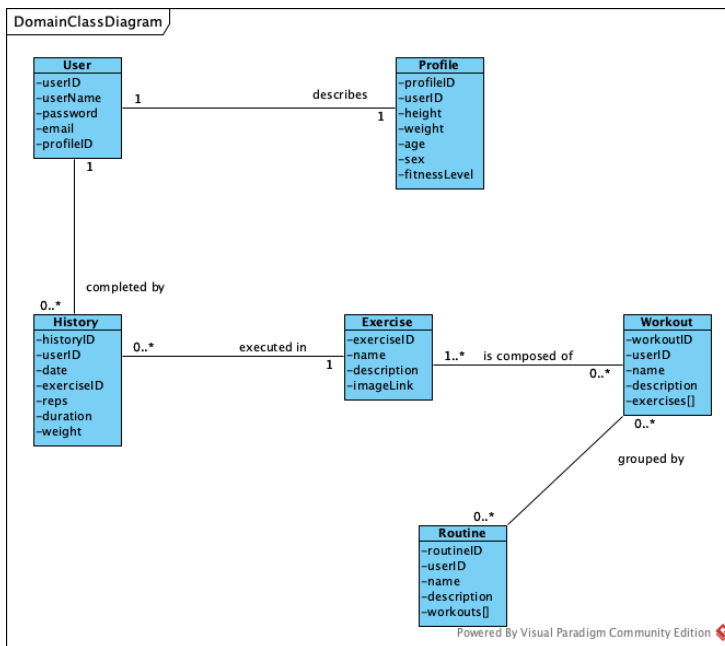 DomainClassDiagram
User
-userID
-userName
-password
-email
-profileID
Profile
-profileID
-userID
-height
-weight
-age
-sex
-fitnessLevel
1
describes
1
1
completed by
0..*
History
-historyID
-userID
-date
-exerciseID
-reps
-duration
-weight
0..*
executed in
1
Exercise
-exerciseID
-name
-description
-imageLink
1..*
is composed of
0..*
Workout
-workoutID
-userID
-name
-description
-exercises[]
0..*
grouped by
0..*
Routine
-routineID
-userID
-name
-description
-workouts[]
Powered By Visual Paradigm Community Edition